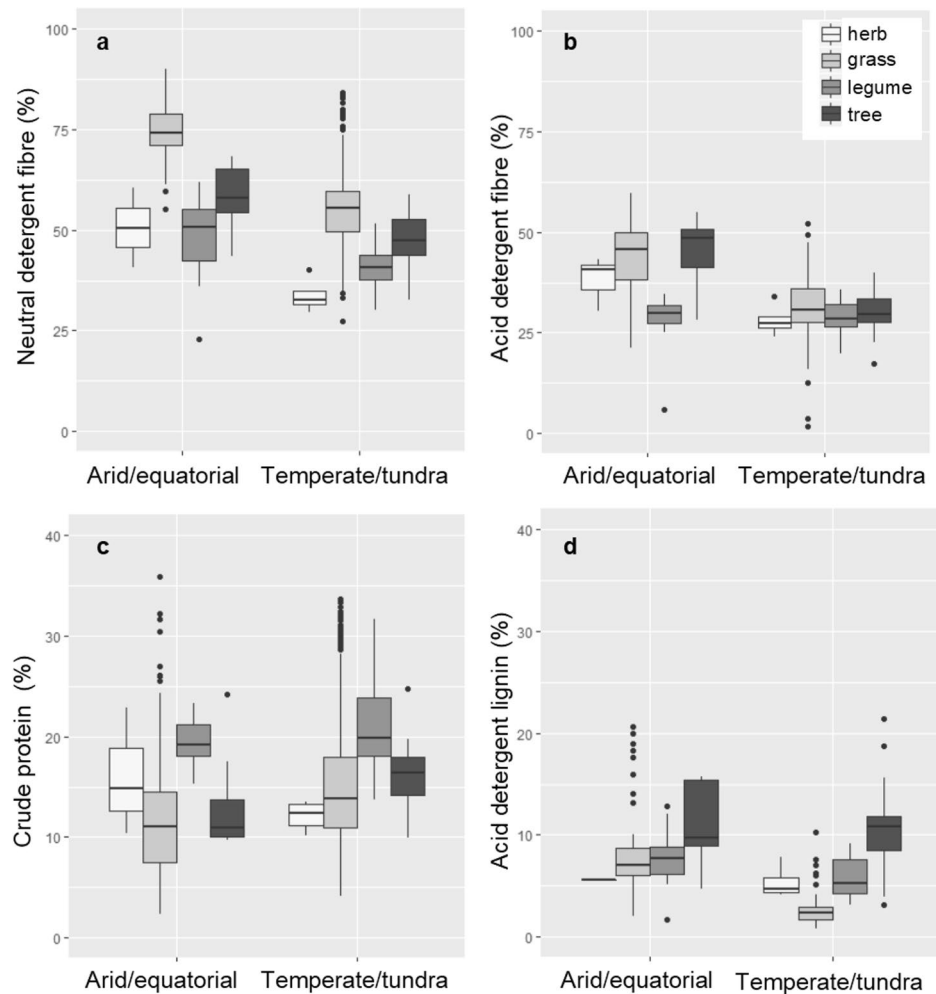 a
100
75
50
25
0
Neutral detergent fibre (%)
Arid/equatorial
Temperate/tundra
b
100
75
50
25
0
Acid detergent fibre (%)
herb
grass
legume
tree
Arid/equatorial
Temperate/tundra
c
40
30
20
10
0
Crude protein (%)
Arid/equatorial
Temperate/tundra
d
40
30
20
10
0
Acid detergent lignin (%)
Arid/equatorial
Temperate/tundra